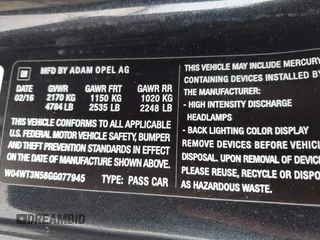 GM MFD BY ADAM OPEL AG
DATE GVWR GAWR FRT GAWR RR
02/16 2170 KG 1150 KG 1020 KG
4784 LB 2535 LB 2248 LB
THIS VEHICLE CONFORMS TO ALL APPLICABLE
U.S. FEDERAL MOTOR VEHICLE SAFETY, BUMPER
AND THEFT PREVENTION STANDARDS IN EFFECT
ON THE DATE OF MANUFACTURE SHOWN ABOVE.
W04WT3N58GG077945 TYPE: PASS CAR
THIS VEHICLE MAY INCLUDE MERCURY
CONTAINING DEVICES INSTALLED BY
- HIGH INTENSITY DISCHARGE
HEADLAMPS
- BACK LIGHTING COLOR DISPLAY
REMOVE DEVICES BEFORE VEHICLE
DISPOSAL. UPON REMOVAL OF DEVICES
PLEASE REUSE, RECYCLE OR DISPOSE
AS HAZARDOUS WASTE.
DREAMBID